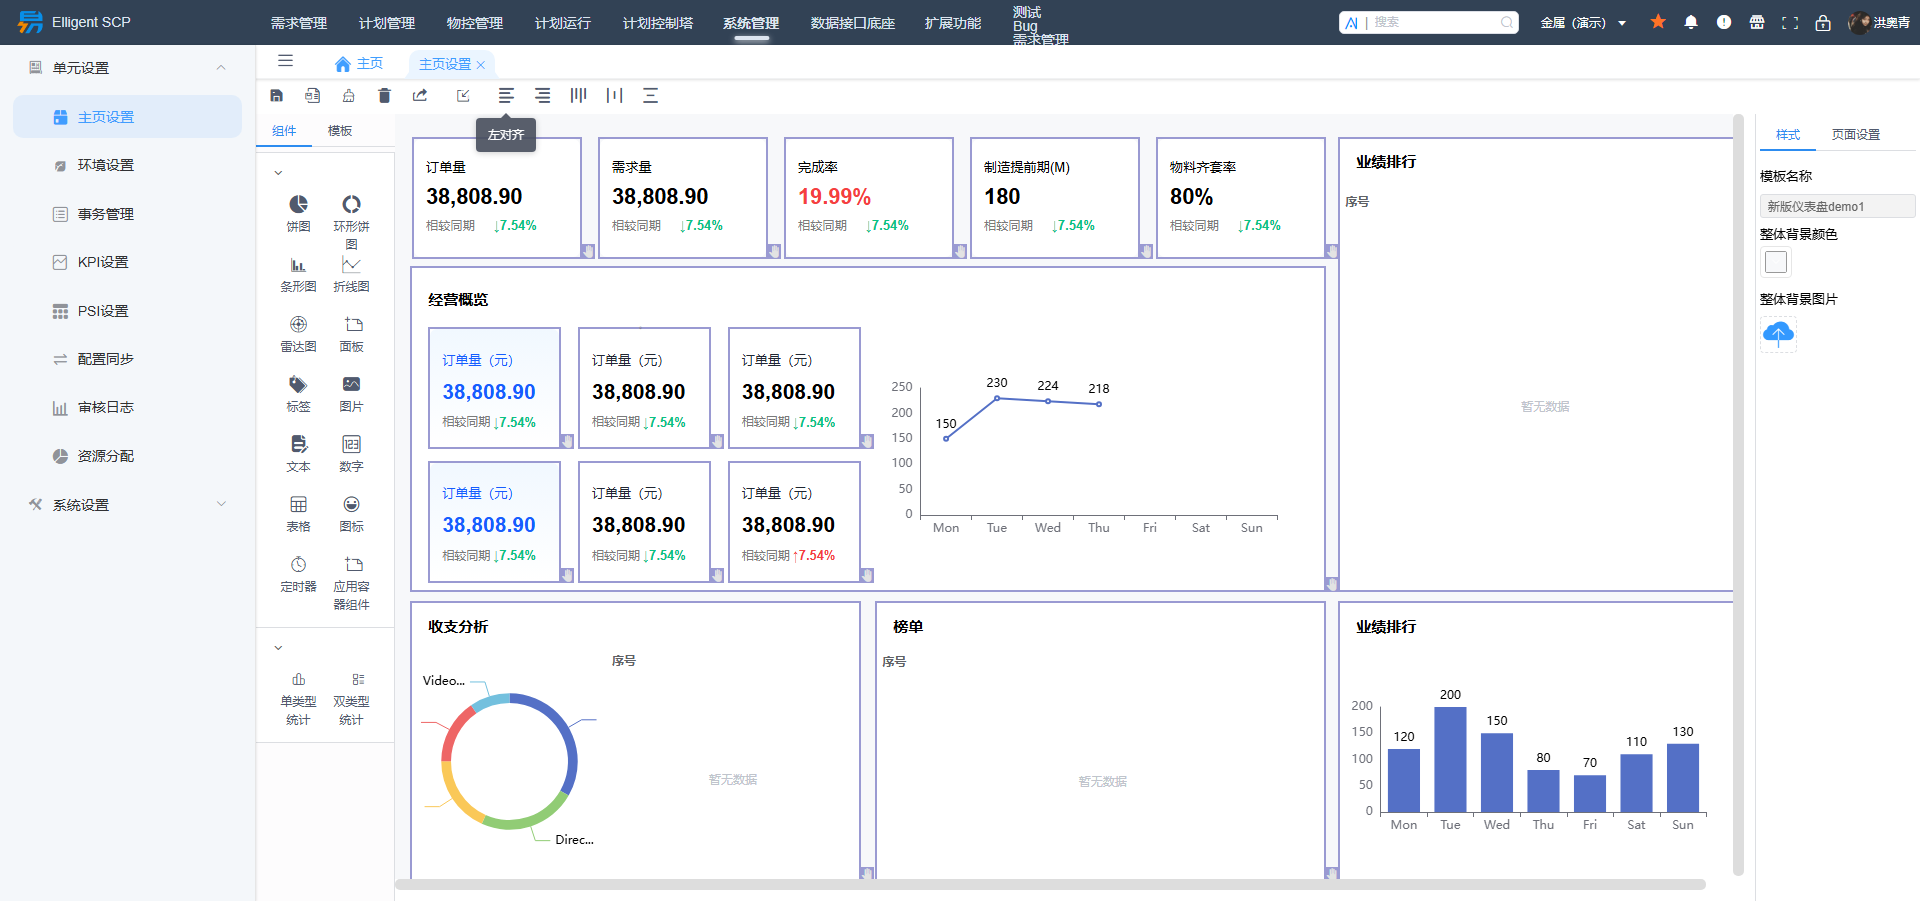 Elligent SCP
需求管理
计划管理
物控管理
计划运行
计划控制塔
系统管理
数据接口底座
扩展功能
测试
Bug
需求管理
AI | 搜索
金属（演示）
洪奥青
单元设置
主页设置
环境设置
事务管理
KPI设置
PSI设置
配置同步
审核日志
资源分配
系统设置
主页
主页设置
左对齐
组件
模板
饼图
环形饼
图
条形图
折线图
雷达图
面板
标签
图片
文本
数字
表格
图标
定时器
应用容
器组件
单类型
统计
双类型
统计
订单量
38,808.90
相较同期 ↓7.54%
需求量
38,808.90
相较同期 ↓7.54%
完成率
19.99%
相较同期 ↓7.54%
制造提前期(M)
180
相较同期 ↓7.54%
物料齐套率
80%
相较同期 ↓7.54%
业绩排行
序号
暂无数据
经营概览
订单量（元）
38,808.90
相较同期 ↓7.54%
订单量（元）
38,808.90
相较同期 ↓7.54%
订单量（元）
38,808.90
相较同期 ↓7.54%
订单量（元）
38,808.90
相较同期 ↓7.54%
订单量（元）
38,808.90
相较同期 ↓7.54%
订单量（元）
38,808.90
相较同期 ↑7.54%
250
200
150
100
50
0
150
230
224
218
Mon Tue Wed Thu Fri Sat Sun
收支分析
序号
Video...
Direc...
暂无数据
榜单
序号
暂无数据
业绩排行
200
150
100
50
0
120
200
150
80
70
110
130
Mon Tue Wed Thu Fri Sat Sun
样式
页面设置
模板名称
新版仪表盘demo1
整体背景颜色
整体背景图片